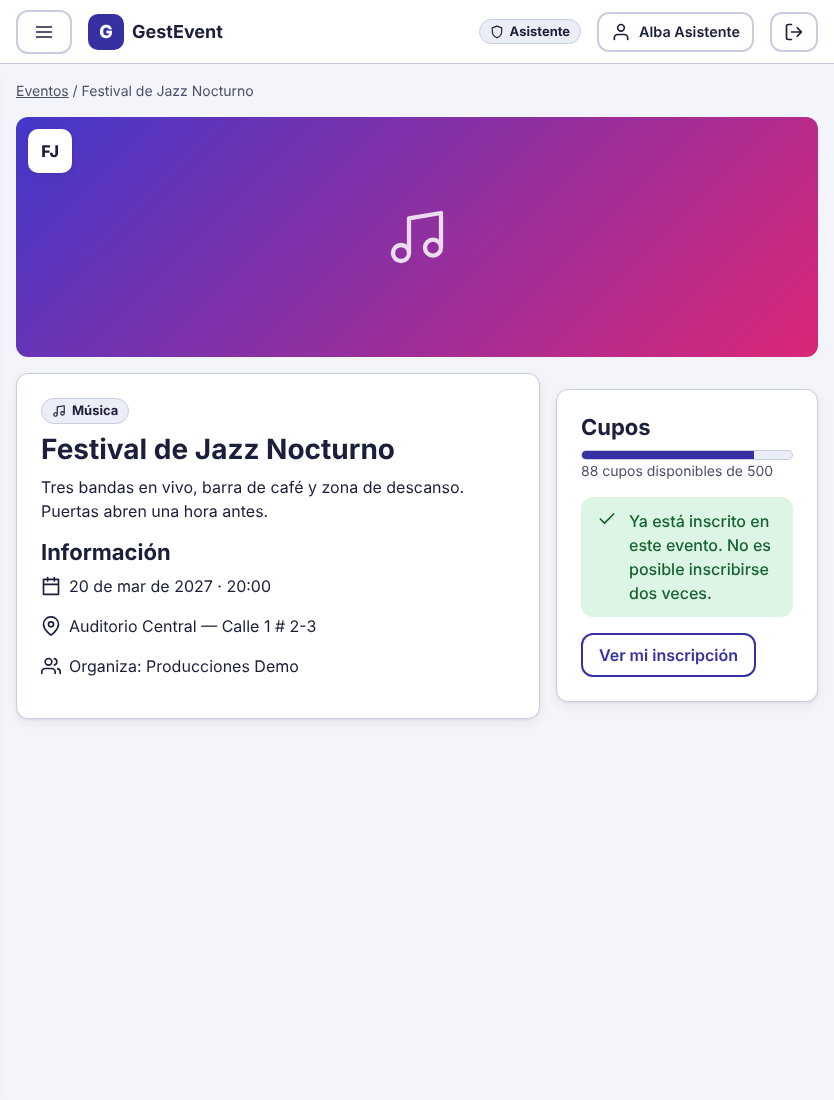 G GestEvent
Asistente
Alba Asistente
Eventos / Festival de Jazz Nocturno
FJ
Música
Festival de Jazz Nocturno
Tres bandas en vivo, barra de café y zona de descanso.
Puertas abren una hora antes.
Información
20 de mar de 2027 · 20:00
Auditorio Central — Calle 1 # 2-3
Organiza: Producciones Demo
Cupos
88 cupos disponibles de 500
Ya está inscrito en
este evento. No es
posible inscribirse
dos veces.
Ver mi inscripción